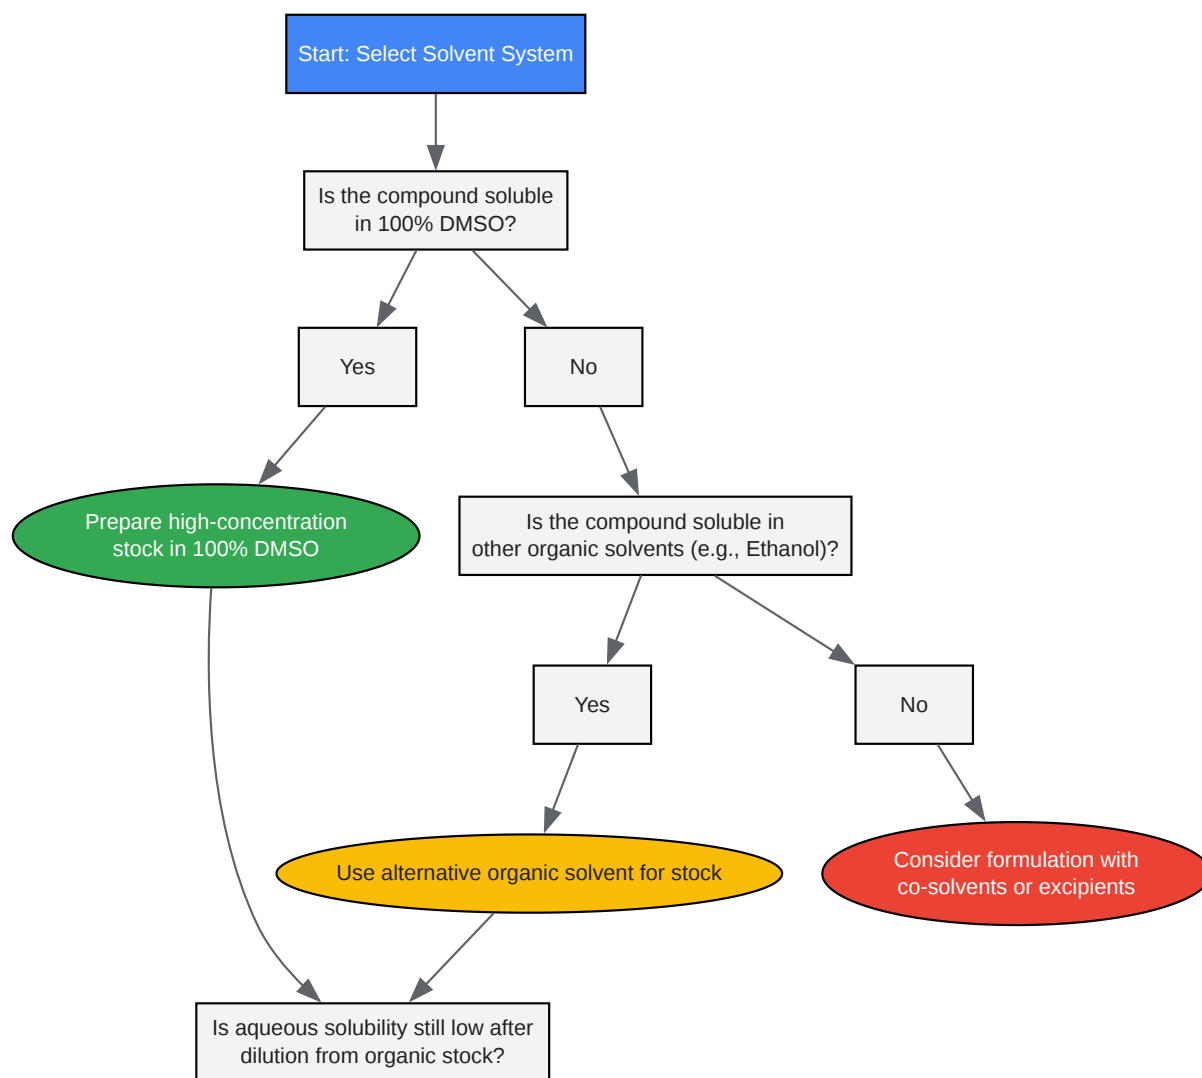 Start: Select Solvent System
Is the compound soluble
in 100% DMSO?
Yes
No
Prepare high-concentration
stock in 100% DMSO
Is the compound soluble in
other organic solvents (e.g., Ethanol)?
Yes
No
Use alternative organic solvent for stock
Consider formulation with
co-solvents or excipients
Is aqueous solubility still low after
dilution from organic stock?